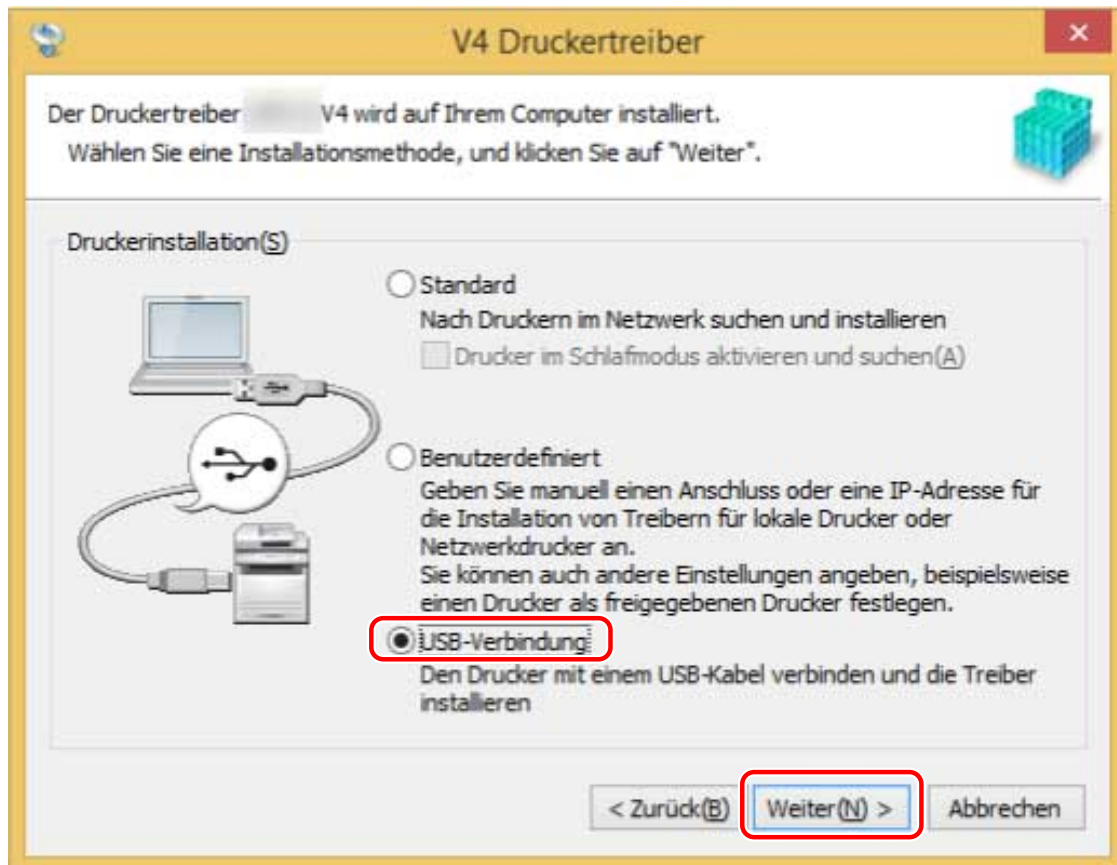 V4 Druckertreiber
Der Druckertreiber V4 wird auf Ihrem Computer installiert.
Wählen Sie eine Installationsmethode, und klicken Sie auf "Weiter".
Druckerinstallation(S)
Standard
Nach Druckern im Netzwerk suchen und installieren
Drucker im Schlafmodus aktivieren und suchen(A)
Benutzerdefiniert
Geben Sie manuell einen Anschluss oder eine IP-Adresse für
die Installation von Treibern für lokale Drucker oder
Netzwerkdrucker an.
Sie können auch andere Einstellungen angeben, beispielsweise
einen Drucker als freigegebenen Drucker festlegen.
USB-Verbindung
Den Drucker mit einem USB-Kabel verbinden und die Treiber
installieren
< Zurück(B) Weiter(N) > Abbrechen